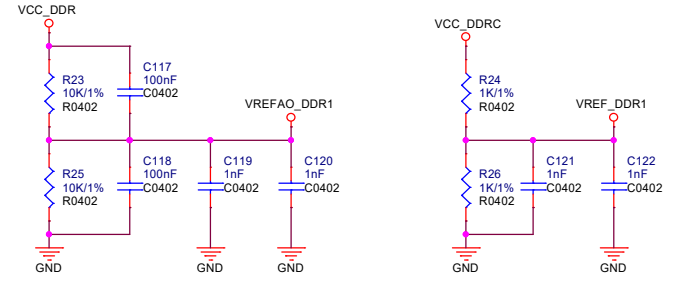 VCC_DDR
R23
10K/1%
R0402
C117
100nF
C0402
VREFAO_DDR1
R25
10K/1%
R0402
C118
100nF
C0402
C119
1nF
C0402
C120
1nF
C0402
GND
GND
GND
VCC_DDRC
R24
1K/1%
R0402
VREF_DDR1
R26
1K/1%
R0402
C121
1nF
C0402
C122
1nF
C0402
GND
GND